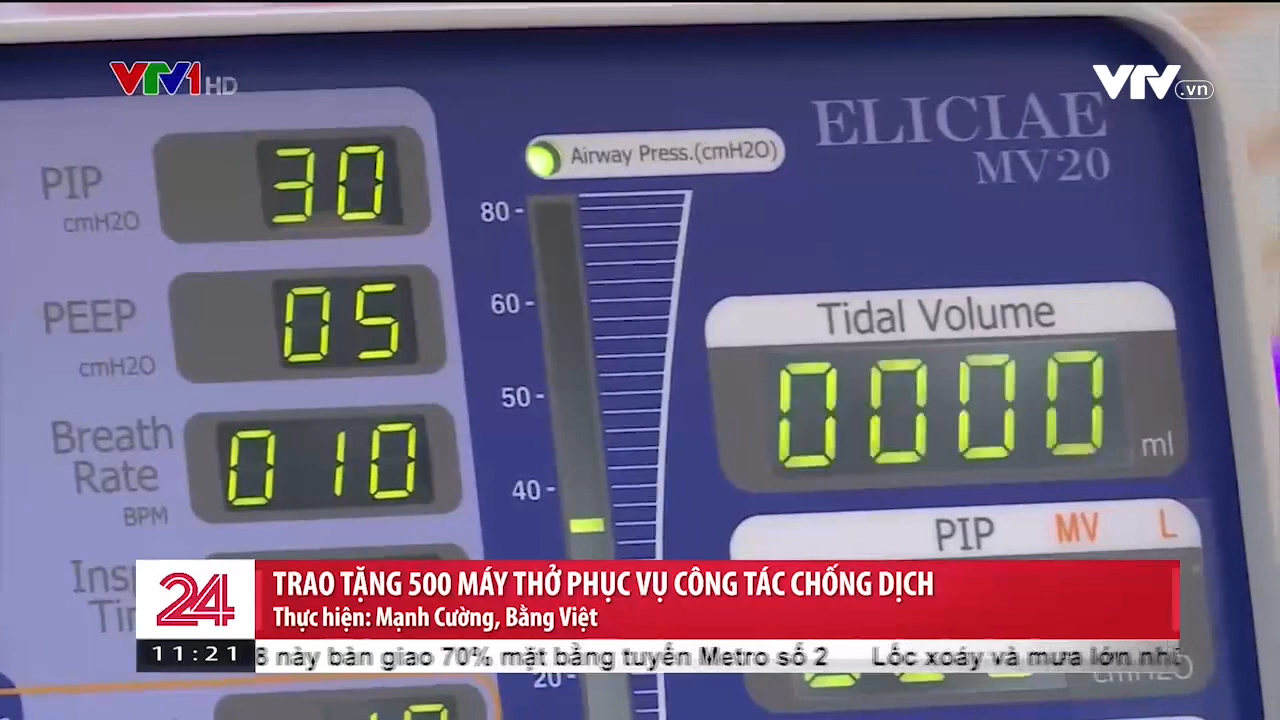 VTV1 HD
VTV.vn
ELICIAE
MV20
PIP
cmH2O
30
Airway Press.(cmH2O)
80
60
50
40
20
PEEP
cmH2O
05
Tidal Volume
0000
ml
Breath
Rate
BPM
010
PIP MV L
cmH2O
24
TRAO TẶNG 500 MÁY THỞ PHỤC VỤ CÔNG TÁC CHỐNG DỊCH
Thực hiện: Mạnh Cường, Bằng Việt
11:21
8 này bàn giao 70% mặt bằng tuyến Metro số 2 Lốc xoáy và mưa lớn